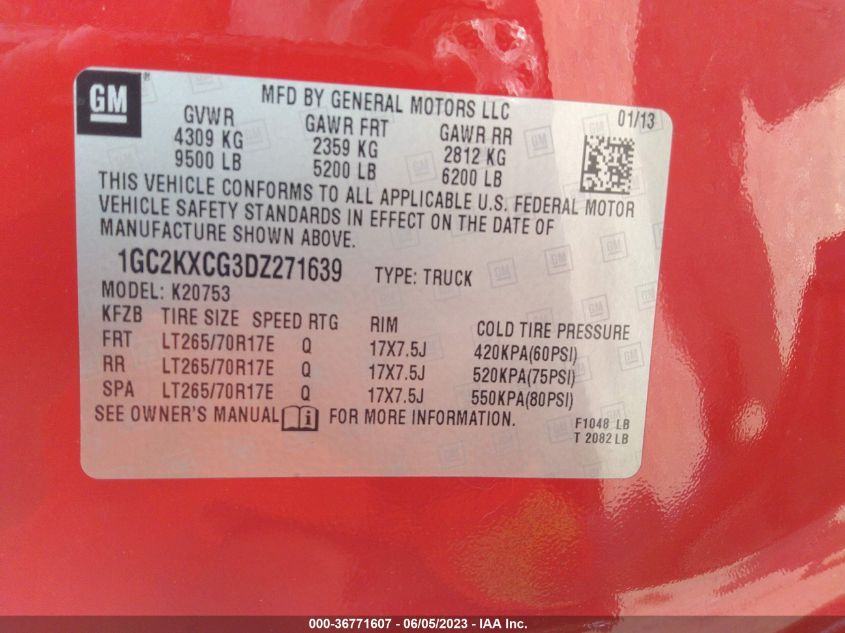 GM
MFD BY GENERAL MOTORS LLC
01/13
GVWR GAWR FRT GAWR RR
4309 KG 2359 KG 2812 KG
9500 LB 5200 LB 6200 LB
THIS VEHICLE CONFORMS TO ALL APPLICABLE U.S. FEDERAL MOTOR
VEHICLE SAFETY STANDARDS IN EFFECT ON THE DATE OF
MANUFACTURE SHOWN ABOVE.
1GC2KXCG3DZ271639 TYPE: TRUCK
MODEL: K20753
KFZB TIRE SIZE SPEED RTG RIM COLD TIRE PRESSURE
FRT LT265/70R17E Q 17X7.5J 420KPA(60PSI)
RR LT265/70R17E Q 17X7.5J 520KPA(75PSI)
SPA LT265/70R17E Q 17X7.5J 550KPA(80PSI)
SEE OWNER'S MANUAL FOR MORE INFORMATION.
F1048 LB
T 2082 LB
000-36771607 - 06/05/2023 - IAA Inc.